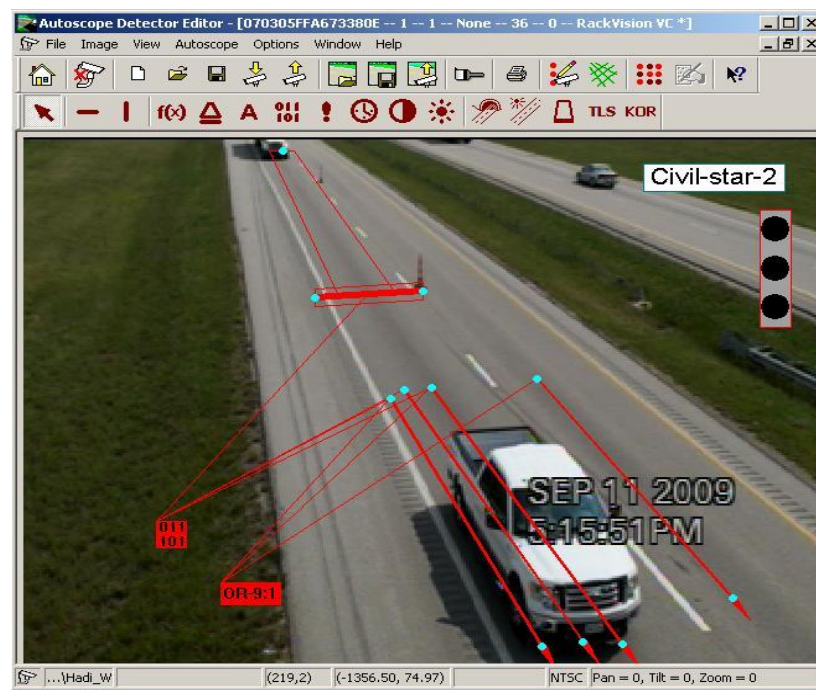 Autoscope Detector Editor - [070305FFA673380E -- 1 -- 1 -- None -- 36 -- 0 -- RackVision VC *]
File Image View Autoscope Options Window Help
f(x) A TLS KOR
Civil-star-2
SEP 11 2009
5:15:51 PM
011
101
OR-9:1
...\Hadi_W (219,2) (-1356.50, 74.97) NTSC Pan = 0, Tilt = 0, Zoom = 0